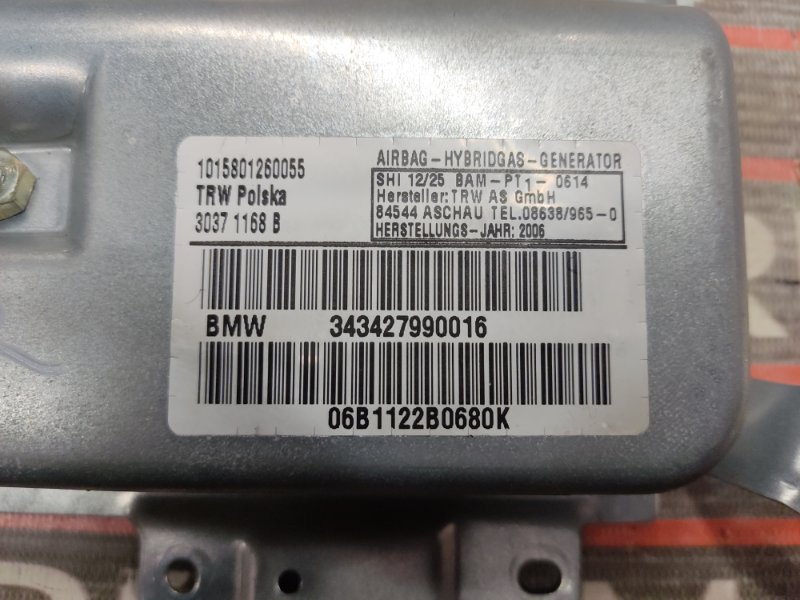 1015801260055
TRW Polska
3037 1168 B
AIRBAG-HYBRIDGAS-GENERATOR
SHI 12/25 BAM-PT1- 0614
Hersteller:TRW AS GmbH
84544 ASCHAU TEL.08638/965-0
HERSTELLUNGS-JAHR: 2006
BMW 343427990016
06B1122B0680K